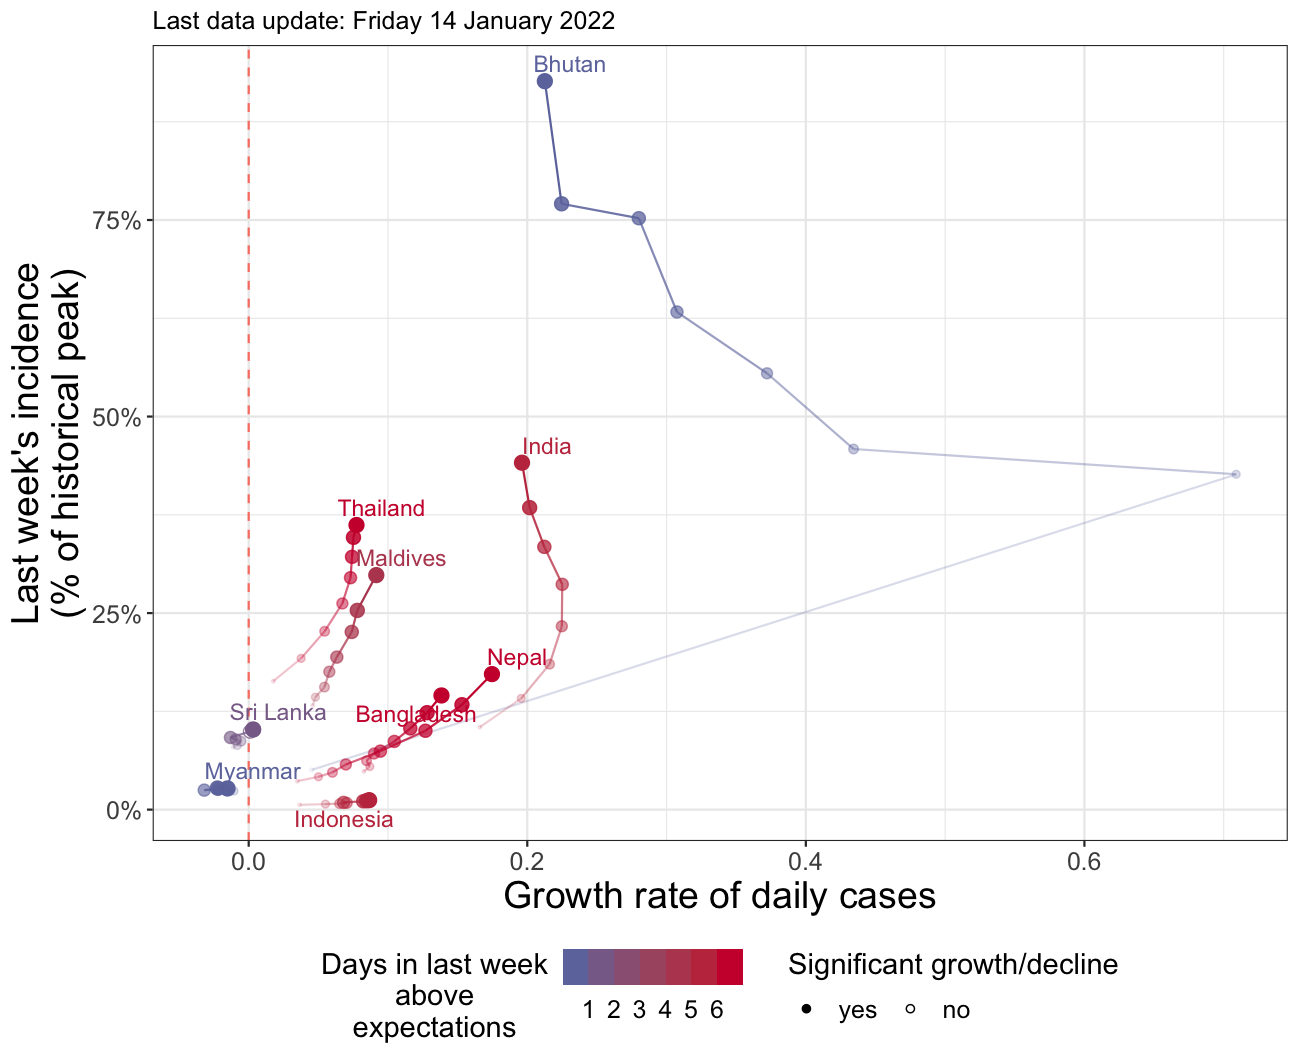 Last data update: Friday 14 January 2022
Last week's incidence
(% of historical peak)
75%
50%
25%
0%
Bhutan
India
Thailand
Maldives
Nepal
Sri Lanka
Bangladesh
Myanmar
Indonesia
0.0
0.2
0.4
0.6
Growth rate of daily cases
Days in last week
above
expectations
1 2 3 4 5 6
Significant growth/decline
yes no